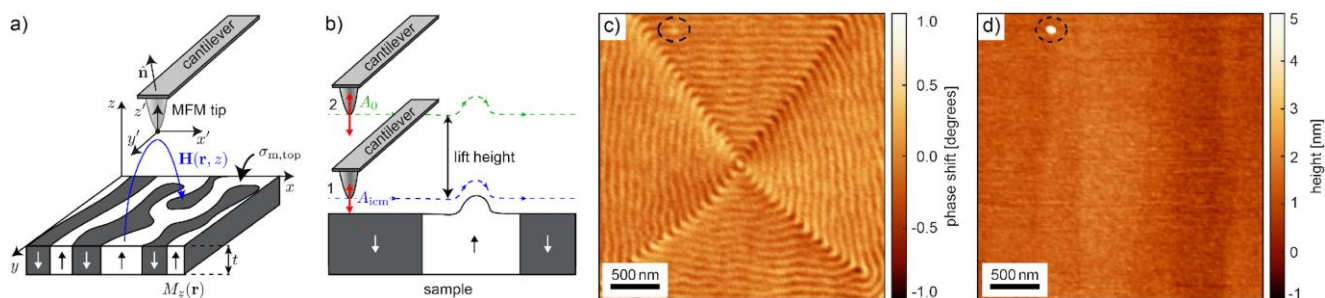 a)
cantilever
n̂
z
z′
MFM tip
x′
y′
H(r, z)
σm,top
x
y
t
Mz(r)
b)
cantilever
2
A0
cantilever
lift height
1
Aicm
sample
c)
500 nm
1.0
0.5
0.0
-0.5
-1.0
phase shift [degrees]
d)
500 nm
5
4
3
2
1
0
-1
height [nm]